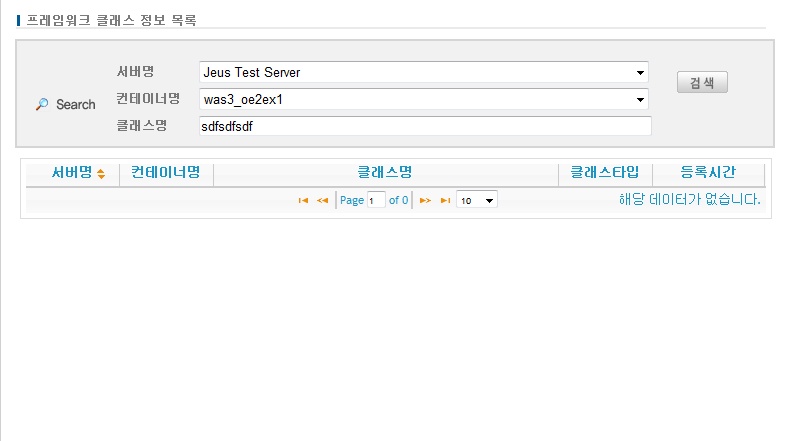 프레임워크 클래스 정보 목록
서버명 Jeus Test Server
검색
Search 컨테이너명 was3_oe2ex1
클래스명 sdfsdfsdf
서버명 컨테이너명 클래스명 클래스타입 등록시간
Page 1 of 0 10 해당 데이터가 없습니다.